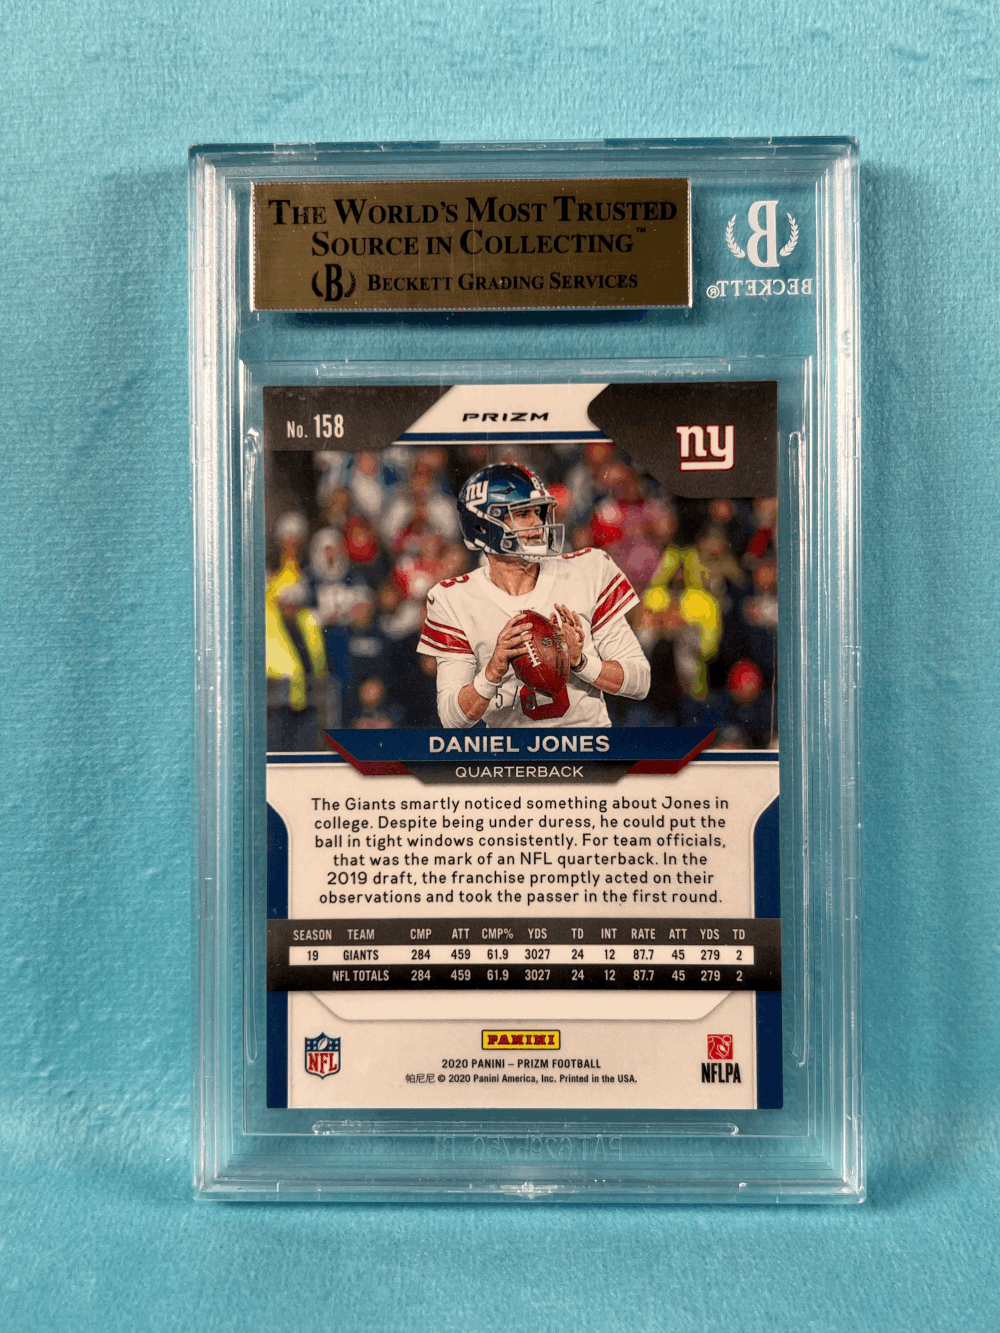 THE WORLD'S MOST TRUSTED
SOURCE IN COLLECTING™
B BECKETT GRADING SERVICES
B
BECKETT®
No. 158
PRIZM
ny
ny
8
DANIEL JONES
QUARTERBACK
The Giants smartly noticed something about Jones in
college. Despite being under duress, he could put the
ball in tight windows consistently. For team officials,
that was the mark of an NFL quarterback. In the
2019 draft, the franchise promptly acted on their
observations and took the passer in the first round.
SEASON TEAM CMP ATT CMP% YDS TD INT RATE ATT YDS TD
19 GIANTS 284 459 61.9 3027 24 12 87.7 45 279 2
NFL TOTALS 284 459 61.9 3027 24 12 87.7 45 279 2
NFL
PANINI
2020 PANINI – PRIZM FOOTBALL
帕尼尼 © 2020 Panini America, Inc. Printed in the USA.
NFLPA